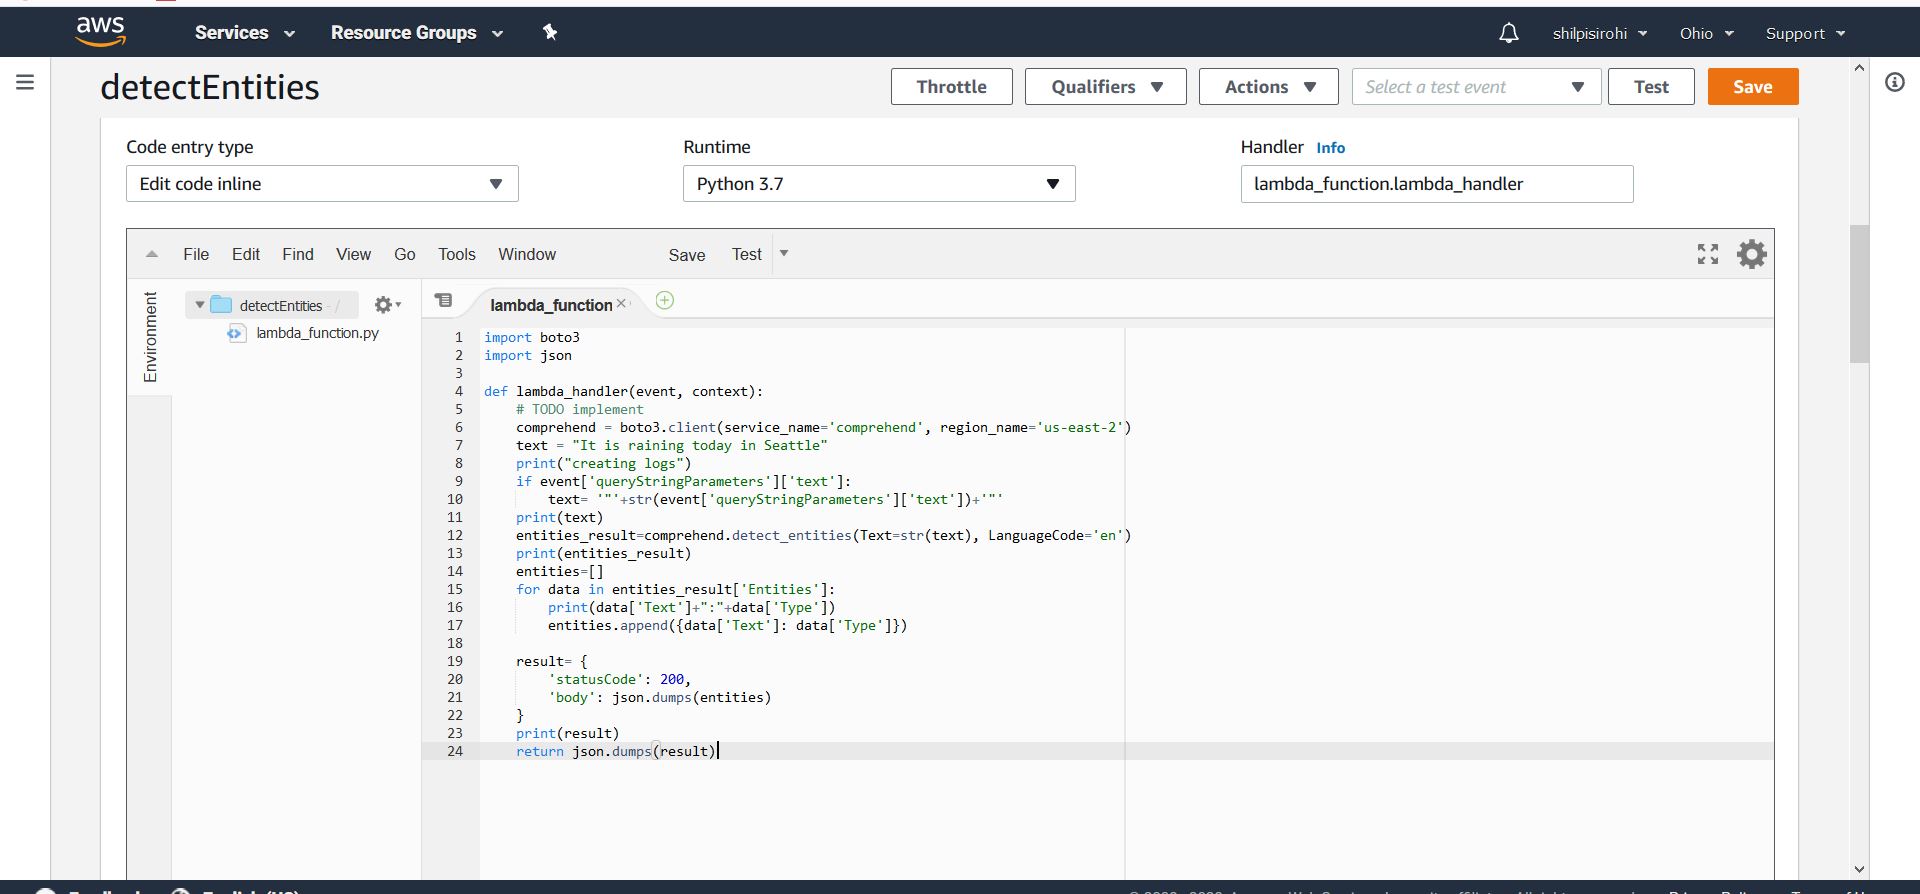 aws
Services
Resource Groups
shilpisirohi
Ohio
Support
detectEntities
Throttle
Qualifiers
Actions
Select a test event
Test
Save
Code entry type
Runtime
Handler Info
Edit code inline
Python 3.7
lambda_function.lambda_handler
File Edit Find View Go Tools Window Save Test
Environment
detectEntities - /
lambda_function.py
lambda_function
1 import boto3
2 import json
3
4 def lambda_handler(event, context):
5 # TODO implement
6 comprehend = boto3.client(service_name='comprehend', region_name='us-east-2')
7 text = "It is raining today in Seattle"
8 print("creating logs")
9 if event['queryStringParameters']['text']:
10 text= '"'+str(event['queryStringParameters']['text'])+'"'
11 print(text)
12 entities_result=comprehend.detect_entities(Text=str(text), LanguageCode='en')
13 print(entities_result)
14 entities=[]
15 for data in entities_result['Entities']:
16 print(data['Text']+":"+data['Type'])
17 entities.append({data['Text']: data['Type']})
18
19 result= {
20 'statusCode': 200,
21 'body': json.dumps(entities)
22 }
23 print(result)
24 return json.dumps(result)